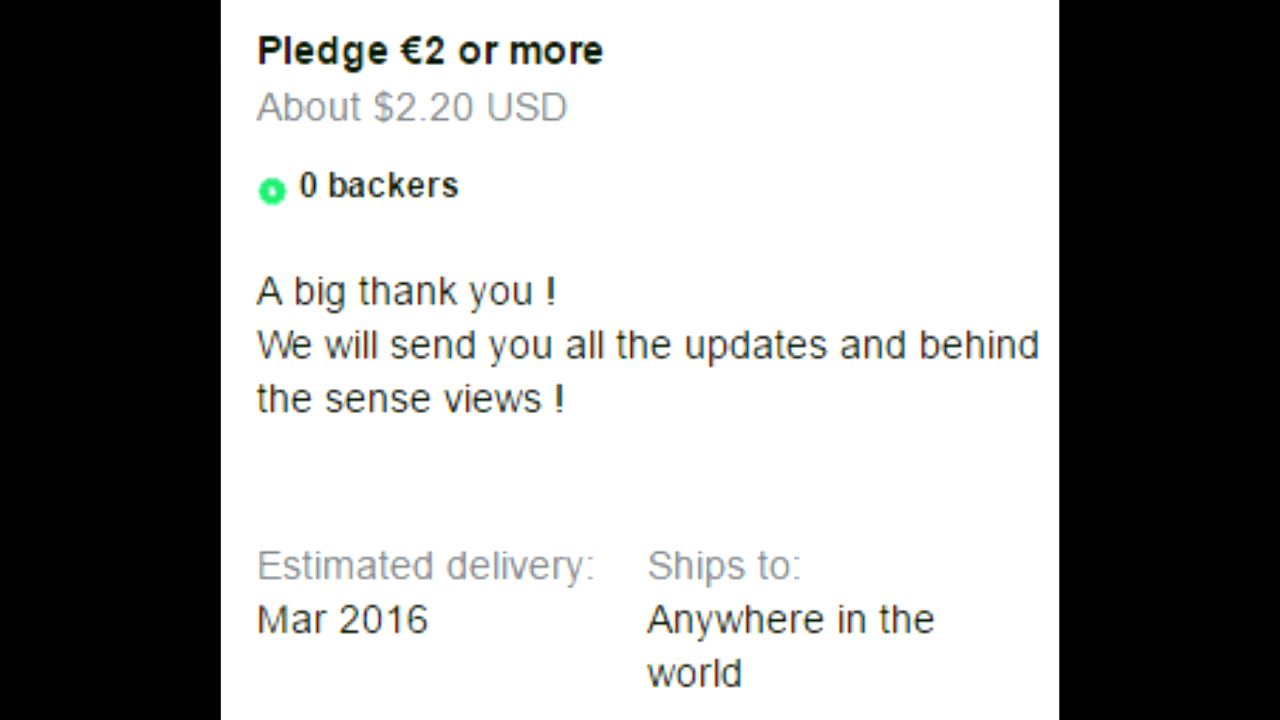 Pledge €2 or more
About $2.20 USD
0 backers
A big thank you !
We will send you all the updates and behind
the sense views !
Estimated delivery:
Mar 2016
Ships to:
Anywhere in the
world